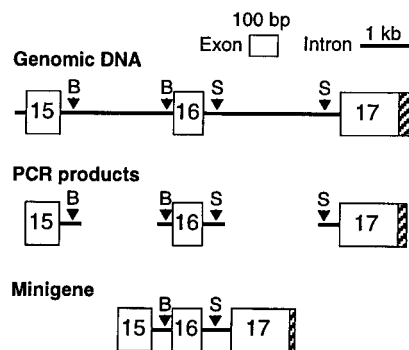 100 bp
Exon Intron 1 kb
Genomic DNA
B B S S
15 16 17
PCR products
B B S S
15 16 17
Minigene
B S
15 16 17